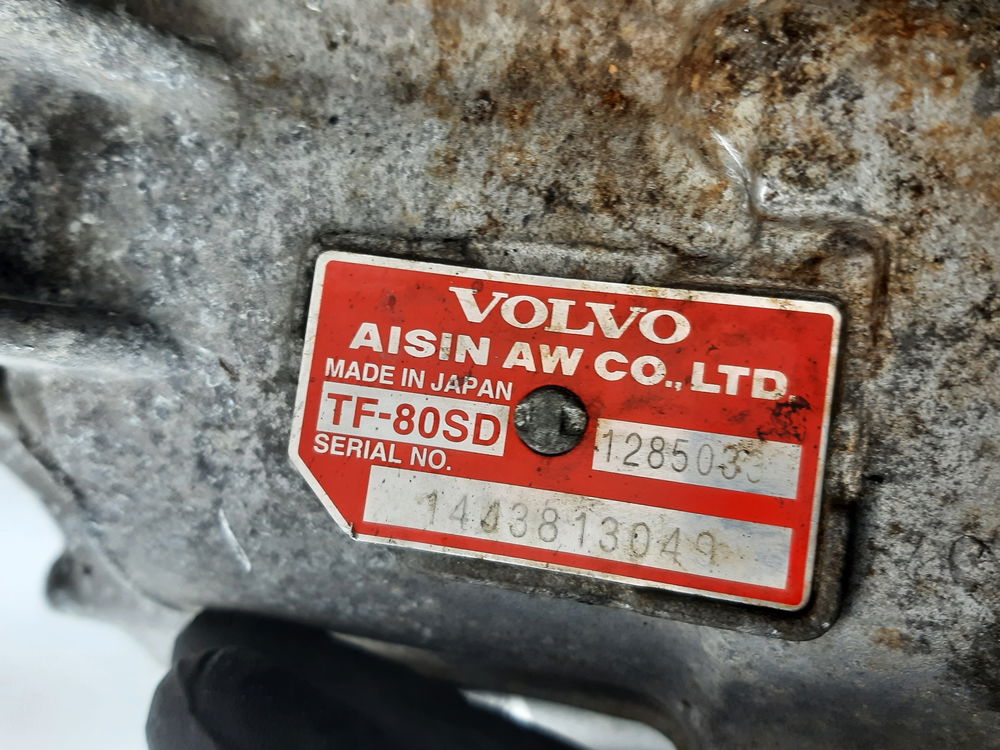 VOLVO
AISIN AW CO., LTD.
MADE IN JAPAN
TF-80SD
1285033
SERIAL NO.
1443813049